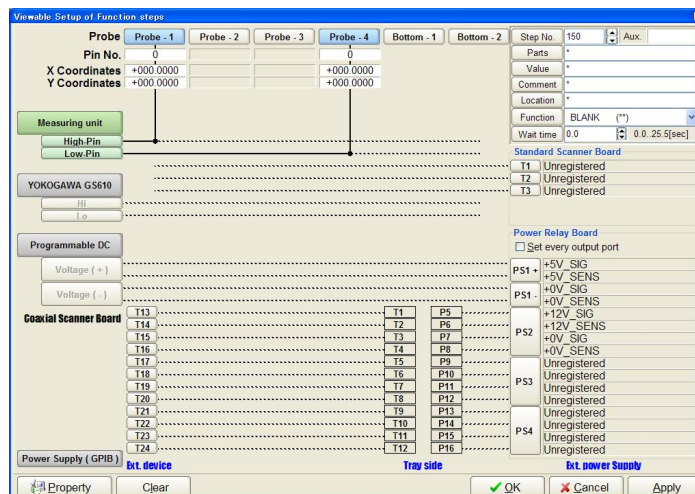 Viewable Setup of Function steps
Probe Probe - 1 Probe - 2 Probe - 3 Probe - 4 Bottom - 1 Bottom - 2
Pin No. 0 0
X Coordinates +000.0000 +000.0000
Y Coordinates +000.0000 +000.0000
Measuring unit
High-Pin
Low-Pin
YOKOGAWA GS610
Hi
Lo
Programmable DC
Voltage ( + )
Voltage ( - )
Coaxial Scanner Board
T13 T1 P5
T14 T2 P6
T15 T3 P7
T16 T4 P8
T17 T5 P9
T18 T6 P10
T19 T7 P11
T20 T8 P12
T21 T9 P13
T22 T10 P14
T23 T11 P15
T24 T12 P16
Power Supply ( GPIB )
Ext. device Tray side Ext. power Supply
Step No. 150 Aux.
Parts *
Value *
Comment *
Location *
Function BLANK (**)
Wait time 0.0 0.0..25.5[sec]
Standard Scanner Board
T1 Unregistered
T2 Unregistered
T3 Unregistered
Power Relay Board
Set every output port
PS1 + +5V_SIG
+5V_SENS
PS1 - +0V_SIG
+0V_SENS
PS2 +12V_SIG
+12V_SENS
+0V_SIG
+0V_SENS
PS3 Unregistered
Unregistered
Unregistered
Unregistered
PS4 Unregistered
Unregistered
Unregistered
Unregistered
Property Clear OK Cancel Apply